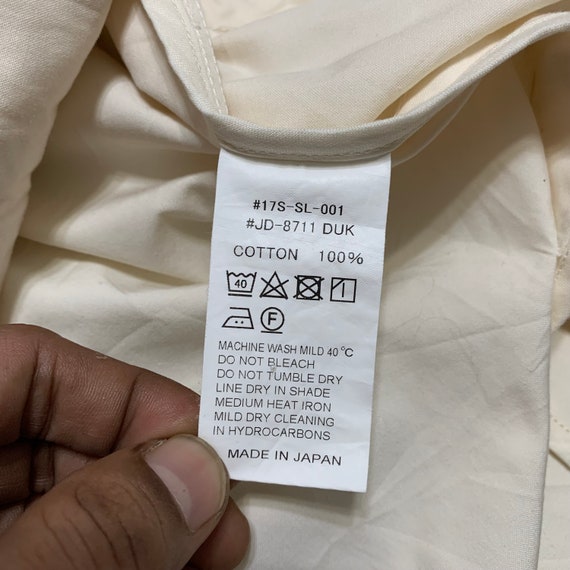 #17S-SL-001
#JD-8711 DUK
COTTON 100%
40
F
MACHINE WASH MILD 40 °C
DO NOT BLEACH
DO NOT TUMBLE DRY
LINE DRY IN SHADE
MEDIUM HEAT IRON
MILD DRY CLEANING
IN HYDROCARBONS
MADE IN JAPAN